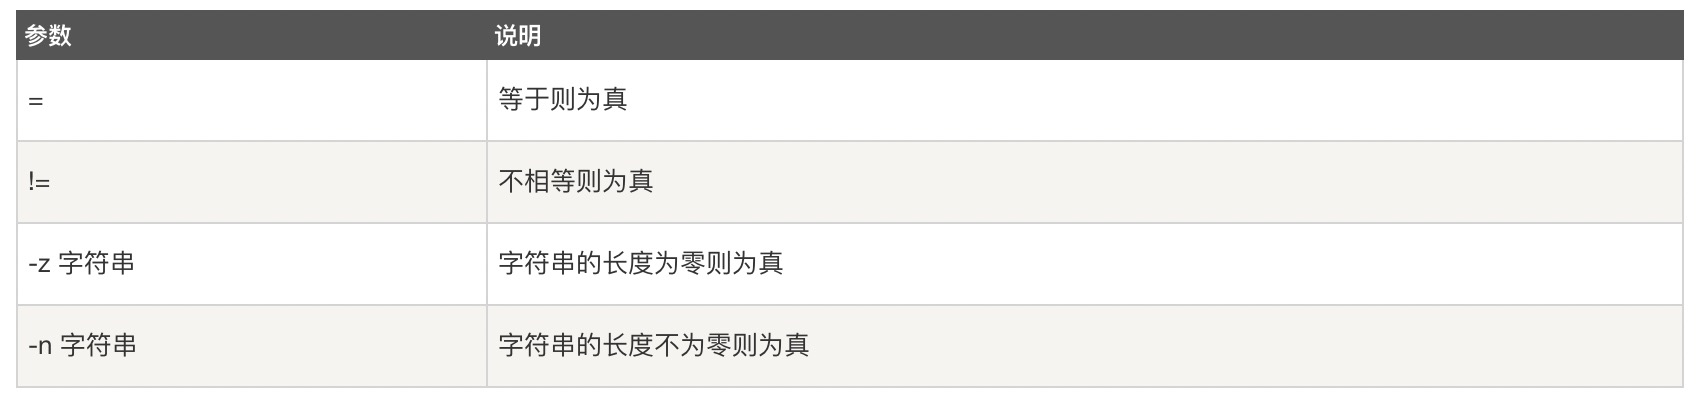 参数 说明
= 等于则为真
!= 不相等则为真
-z 字符串 字符串的长度为零则为真
-n 字符串 字符串的长度不为零则为真